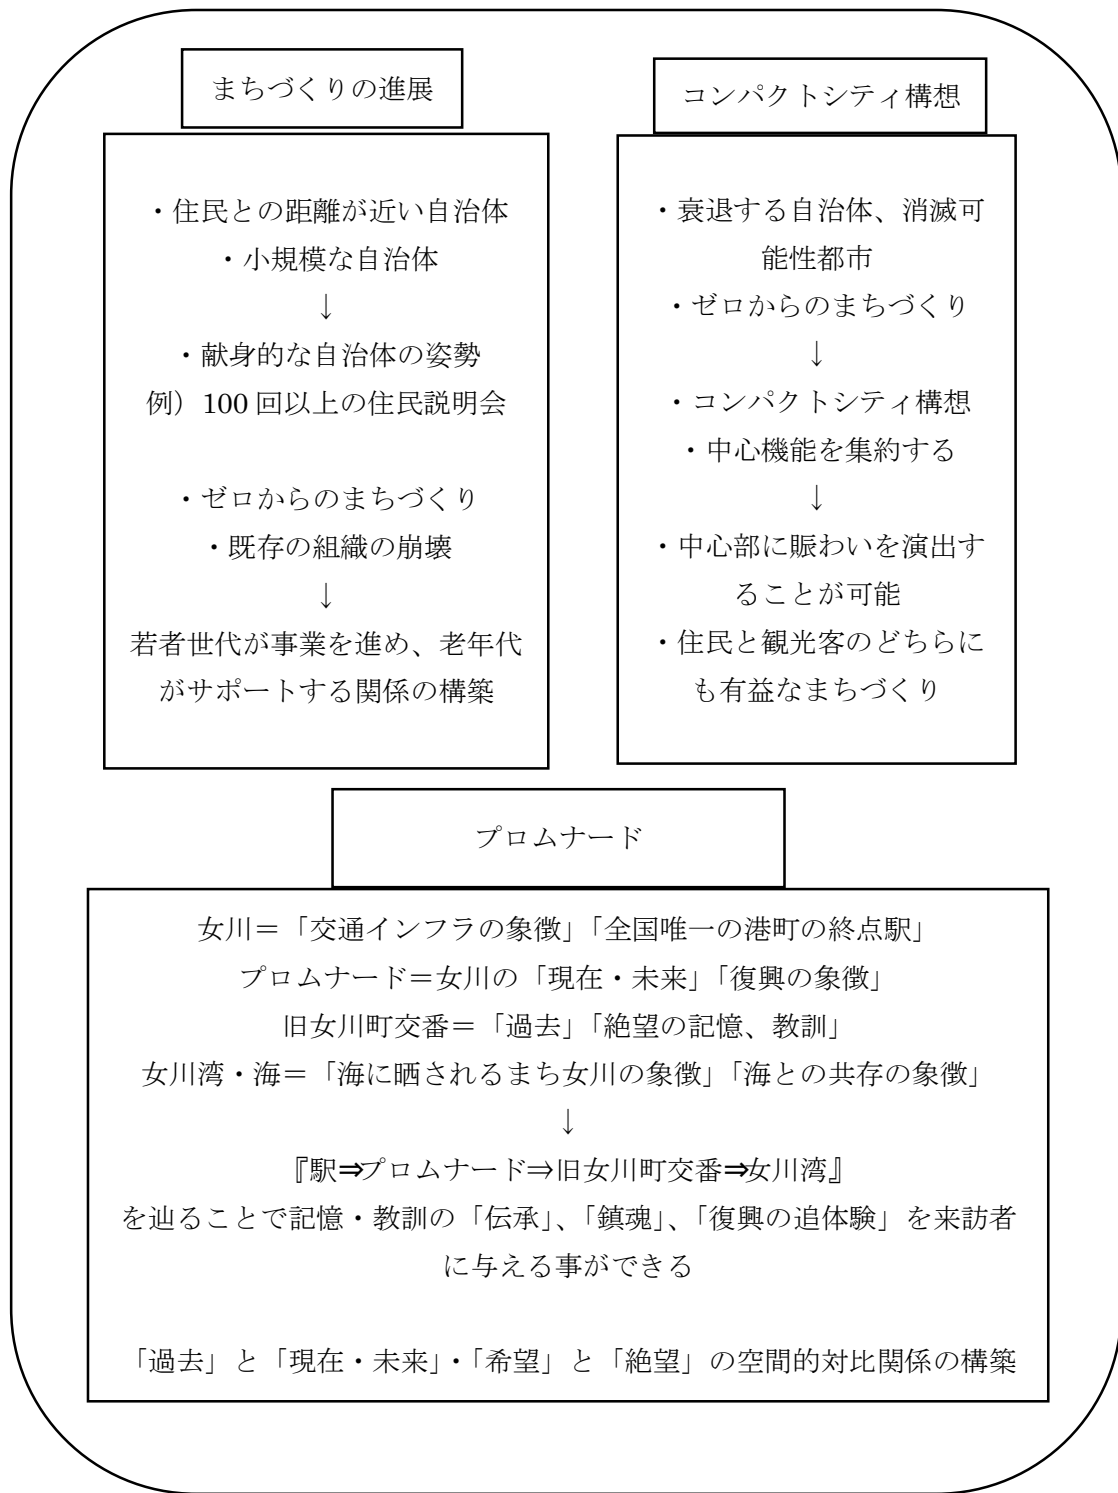 まちづくりの進展
・住民との距離が近い自治体
・小規模な自治体
↓
・献身的な自治体の姿勢
例）100 回以上の住民説明会
・ゼロからのまちづくり
・既存の組織の崩壊
↓
若者世代が事業を進め、老年代
がサポートする関係の構築
コンパクトシティ構想
・衰退する自治体、消滅可
能性都市
・ゼロからのまちづくり
↓
・コンパクトシティ構想
・中心機能を集約する
↓
・中心部に賑わいを演出す
ることが可能
・住民と観光客のどちらに
も有益なまちづくり
プロムナード
女川＝「交通インフラの象徴」「全国唯一の港町の終点駅」
プロムナード＝女川の「現在・未来」「復興の象徴」
旧女川町交番＝「過去」「絶望の記憶、教訓」
女川湾・海＝「海に晒されるまち女川の象徴」「海との共存の象徴」
↓
『駅⇒プロムナード⇒旧女川町交番⇒女川湾』
を辿ることで記憶・教訓の「伝承」、「鎮魂」、「復興の追体験」を来訪者
に与える事ができる
「過去」と「現在・未来」・「希望」と「絶望」の空間的対比関係の構築